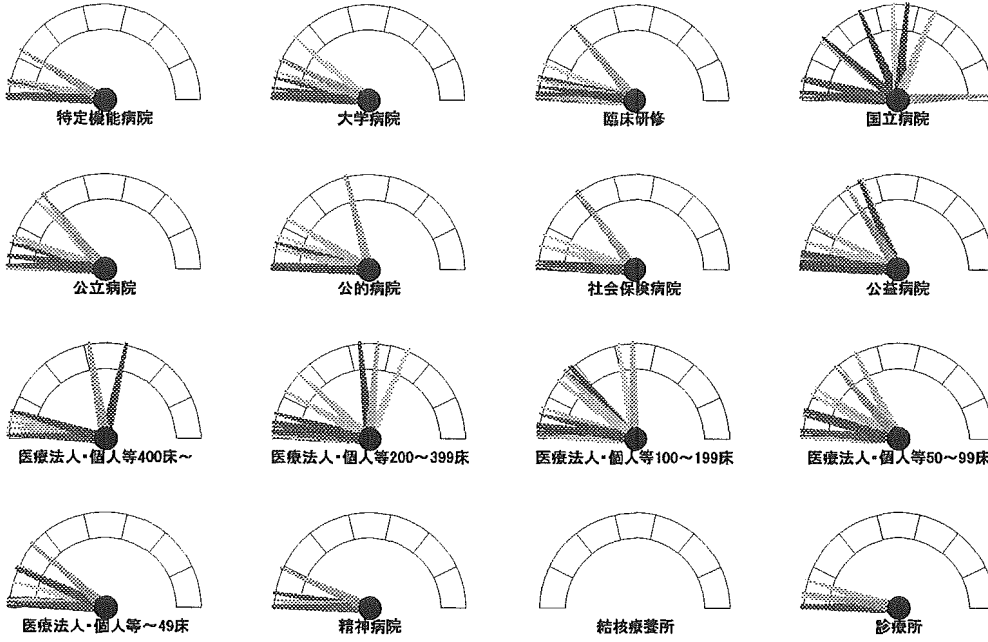 特定機能病院
大学病院
臨床研修
国立病院
公立病院
公的病院
社会保険病院
公益病院
医療法人・個人等400床～
医療法人・個人等200～399床
医療法人・個人等100～199床
医療法人・個人等50～99床
医療法人・個人等～49床
精神病院
結核療養所
診療所